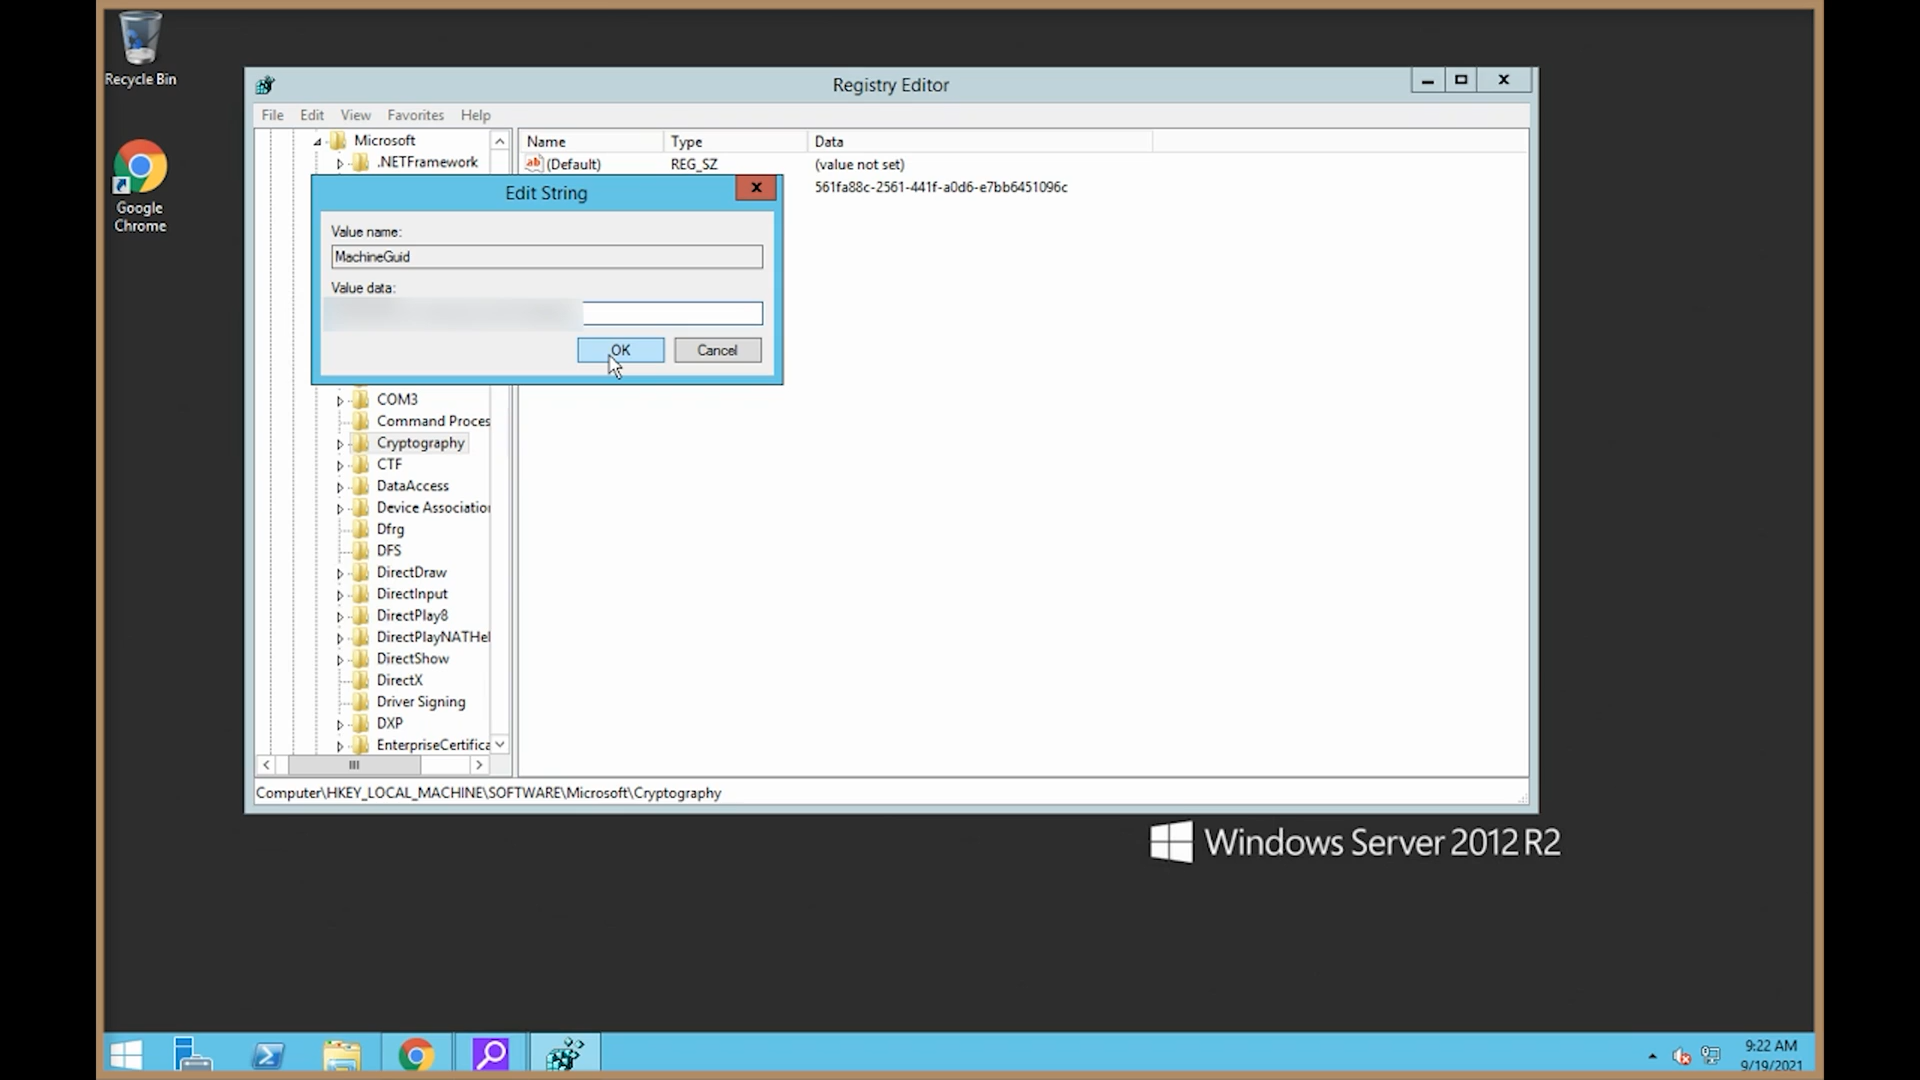 Recycle Bin
Google
Chrome
Registry Editor
File Edit View Favorites Help
Microsoft
.NETFramework
Name Type Data
(Default) REG_SZ (value not set)
561fa88c-2561-441f-a0d6-e7bb6451096c
Edit String
Value name:
MachineGuid
Value data:
OK Cancel
COM3
Command Proces
Cryptography
CTF
DataAccess
Device Association
Dfrg
DFS
DirectDraw
DirectInput
DirectPlay8
DirectPlayNATHel
DirectShow
DirectX
Driver Signing
DXP
EnterpriseCertifica
Computer\HKEY_LOCAL_MACHINE\SOFTWARE\Microsoft\Cryptography
Windows Server 2012 R2
9:22 AM
9/19/2021